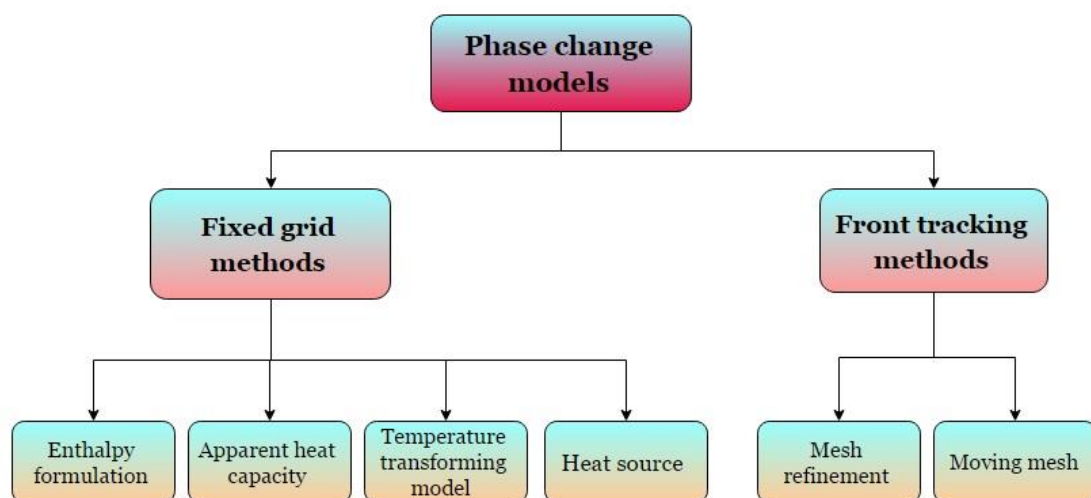 Phase change
models
Fixed grid
methods
Front tracking
methods
Enthalpy
formulation
Apparent heat
capacity
Temperature
transforming
model
Heat source
Mesh
refinement
Moving mesh